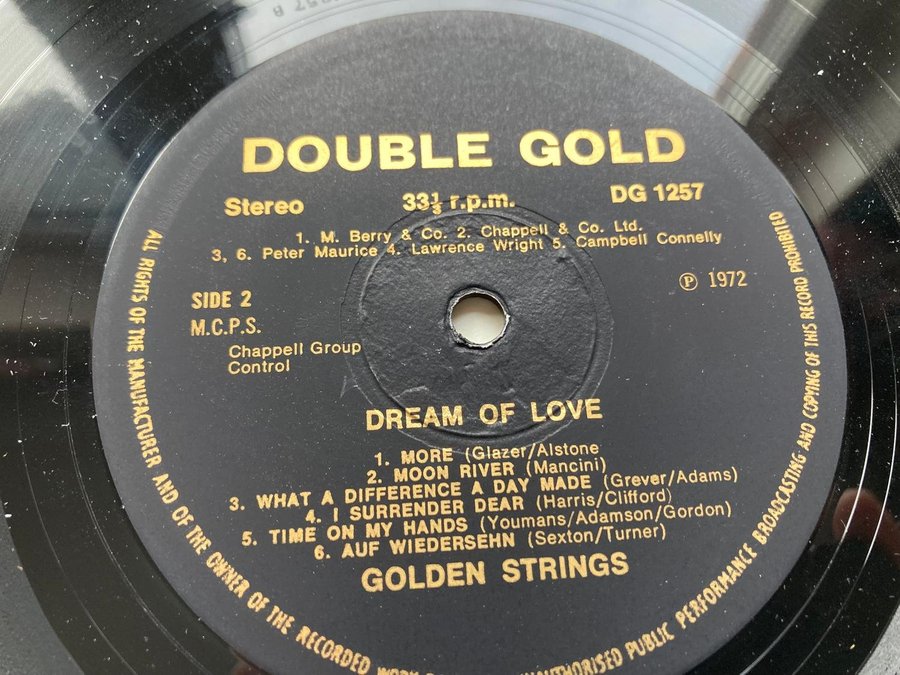 DOUBLE GOLD
Stereo 33⅓ r.p.m. DG 1257
1. M. Berry & Co. 2. Chappell & Co. Ltd.
3, 6. Peter Maurice 4. Lawrence Wright 5. Campbell Connelly
SIDE 2 ℗ 1972
M.C.P.S.
Chappell Group
Control
DREAM OF LOVE
1. MORE (Glazer/Alstone
2. MOON RIVER (Mancini)
3. WHAT A DIFFERENCE A DAY MADE (Grever/Adams)
4. I SURRENDER DEAR (Harris/Clifford)
5. TIME ON MY HANDS (Youmans/Adamson/Gordon)
6. AUF WIEDERSEHN (Sexton/Turner)
GOLDEN STRINGS
ALL RIGHTS OF THE MANUFACTURER AND OF THE OWNER OF THE RECORDED UNAUTHORISED PUBLIC PERFORMANCE BROADCASTING AND COPYING OF THIS RECORD PROHIBITED